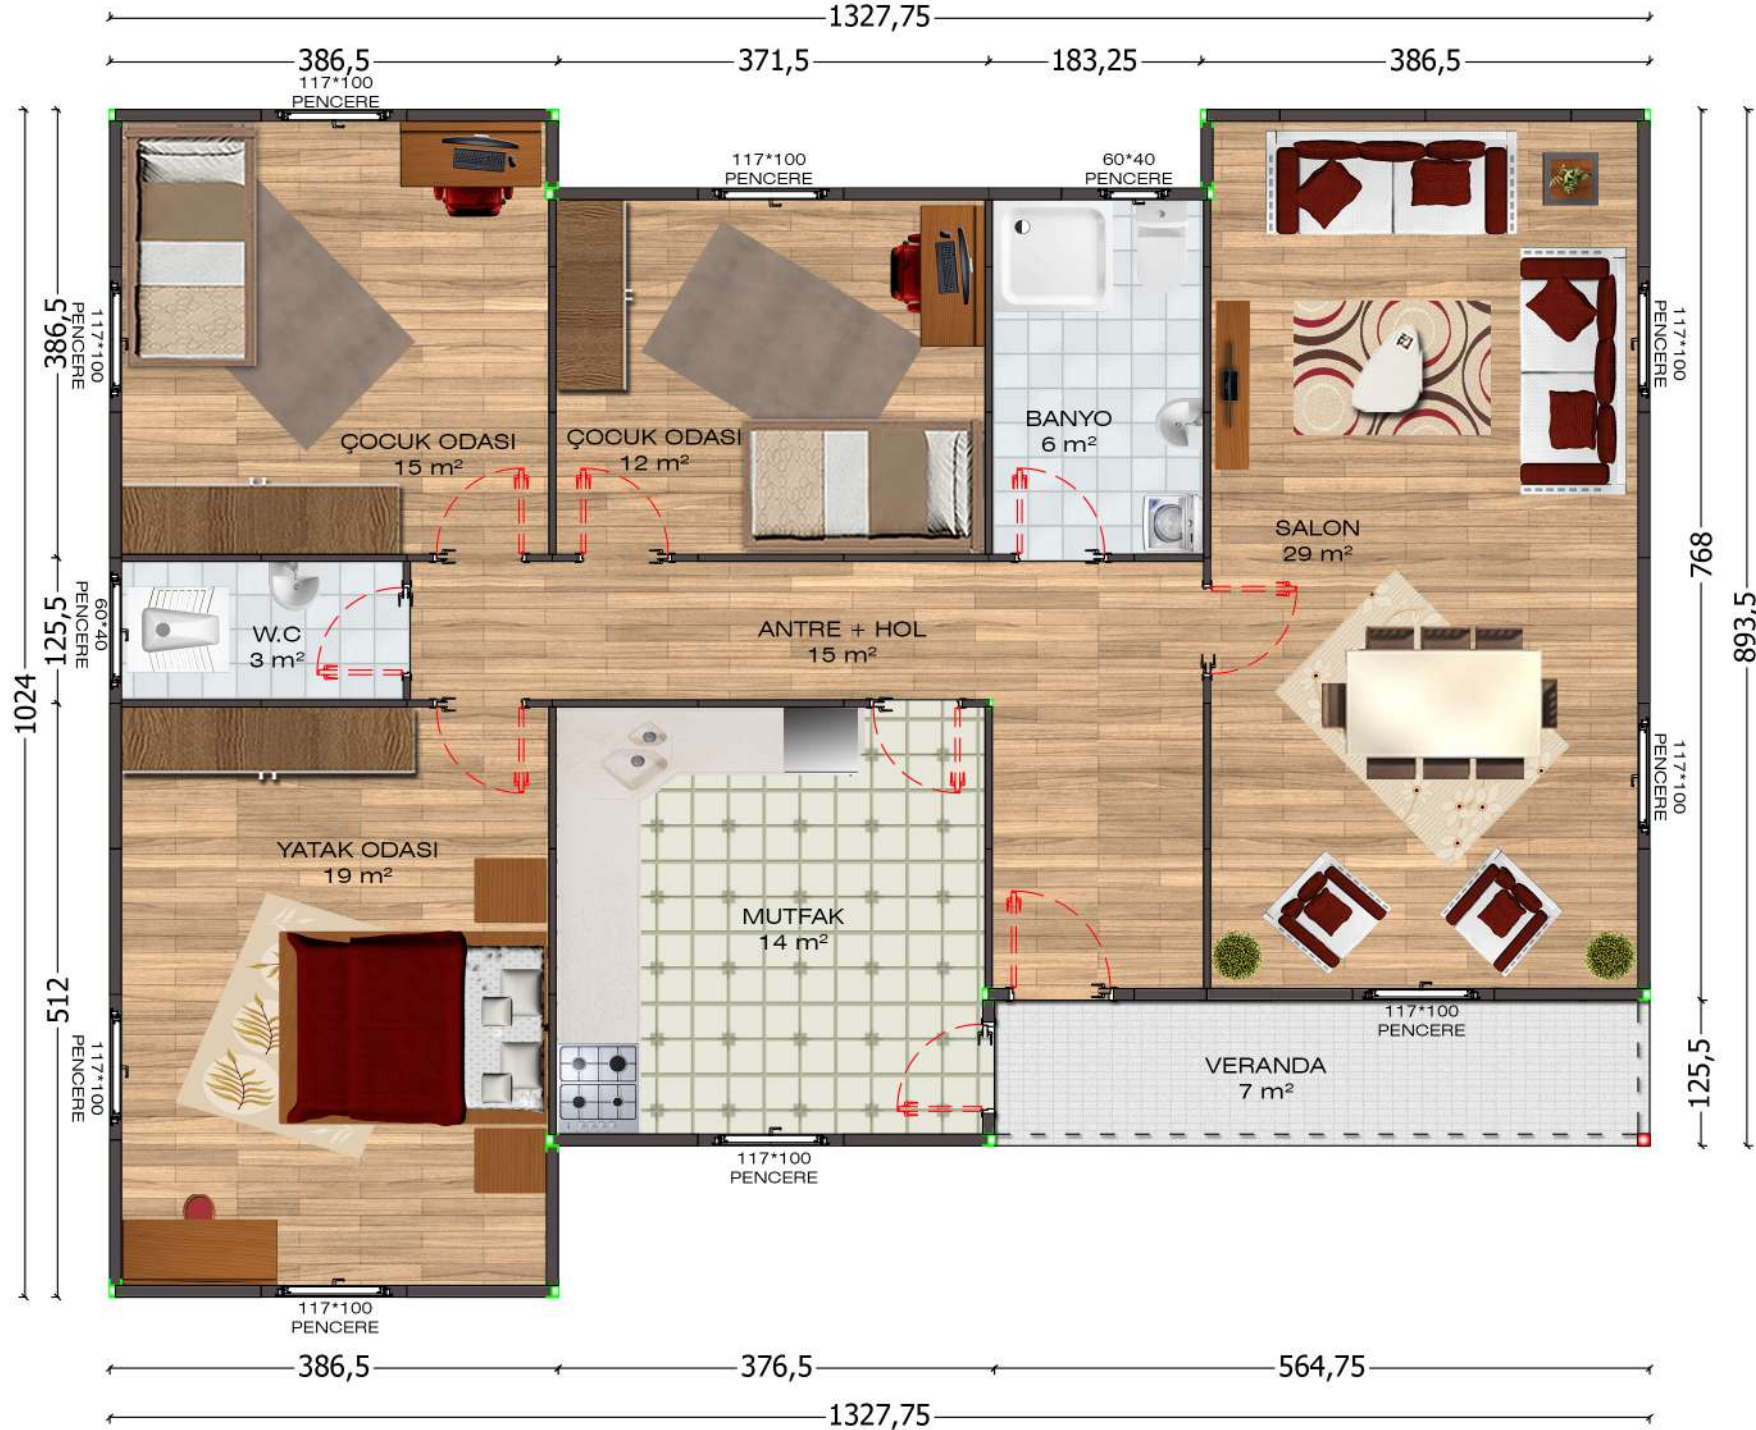 1327,75
386,5
371,5
183,25
386,5
117*100
PENCERE
117*100
PENCERE
60*40
PENCERE
386,5
117*100
PENCERE
117*100
PENCERE
ÇOCUK ODASI
15 m²
ÇOCUK ODASI
12 m²
BANYO
6 m²
SALON
29 m²
768
893,5
125,5
60*40
PENCERE
W.C
3 m²
ANTRE + HOL
15 m²
1024
117*100
PENCERE
YATAK ODASI
19 m²
MUTFAK
14 m²
512
117*100
PENCERE
117*100
PENCERE
VERANDA
7 m²
125,5
117*100
PENCERE
117*100
PENCERE
386,5
376,5
564,75
1327,75